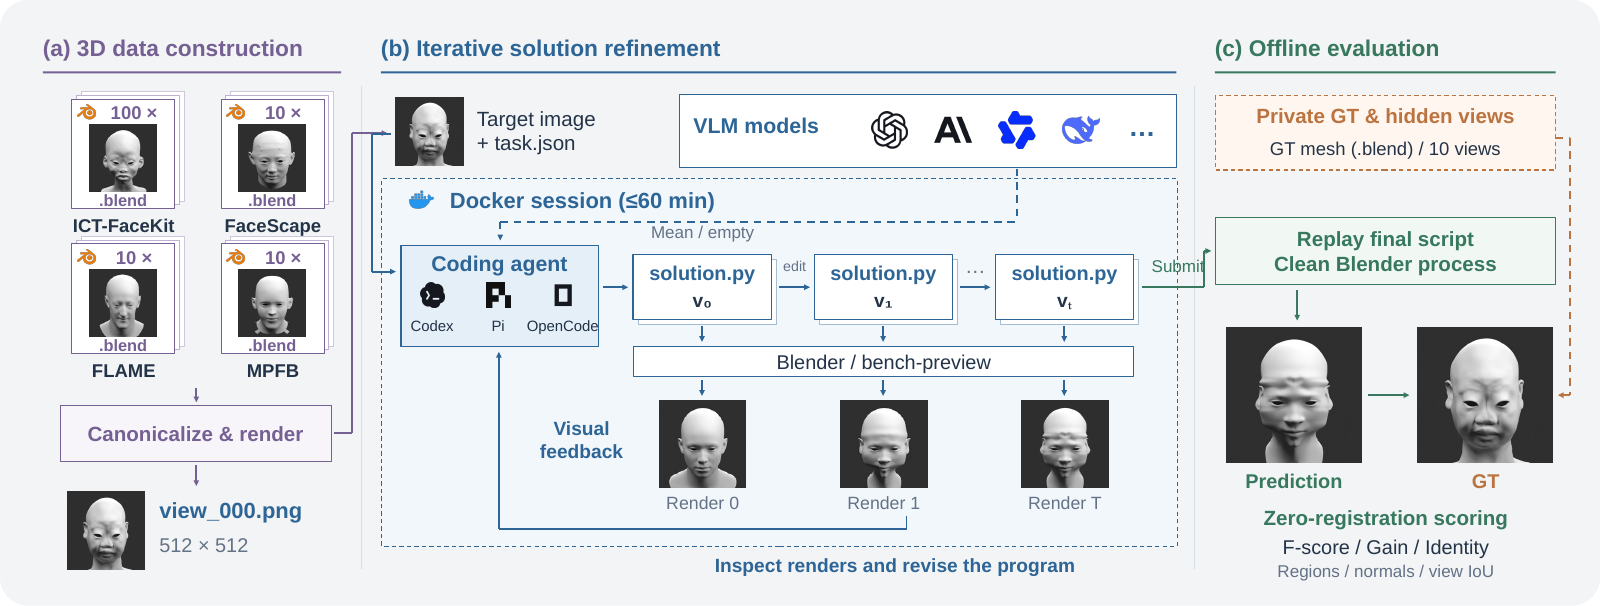 (a) 3D data construction
100 ×
.blend
ICT-FaceKit
10 ×
.blend
FaceScape
10 ×
.blend
FLAME
10 ×
.blend
MPFB
Canonicalize & render
view_000.png
512 × 512
(b) Iterative solution refinement
Target image
+ task.json
VLM models
...
Docker session (≤60 min)
Mean / empty
Coding agent
Codex
Pi
OpenCode
solution.py
v₀
edit
solution.py
v₁
...
solution.py
vₜ
Submit
Blender / bench-preview
Visual
feedback
Render 0
Render 1
Render T
Inspect renders and revise the program
(c) Offline evaluation
Private GT & hidden views
GT mesh (.blend) / 10 views
Replay final script
Clean Blender process
Prediction
GT
Zero-registration scoring
F-score / Gain / Identity
Regions / normals / view IoU